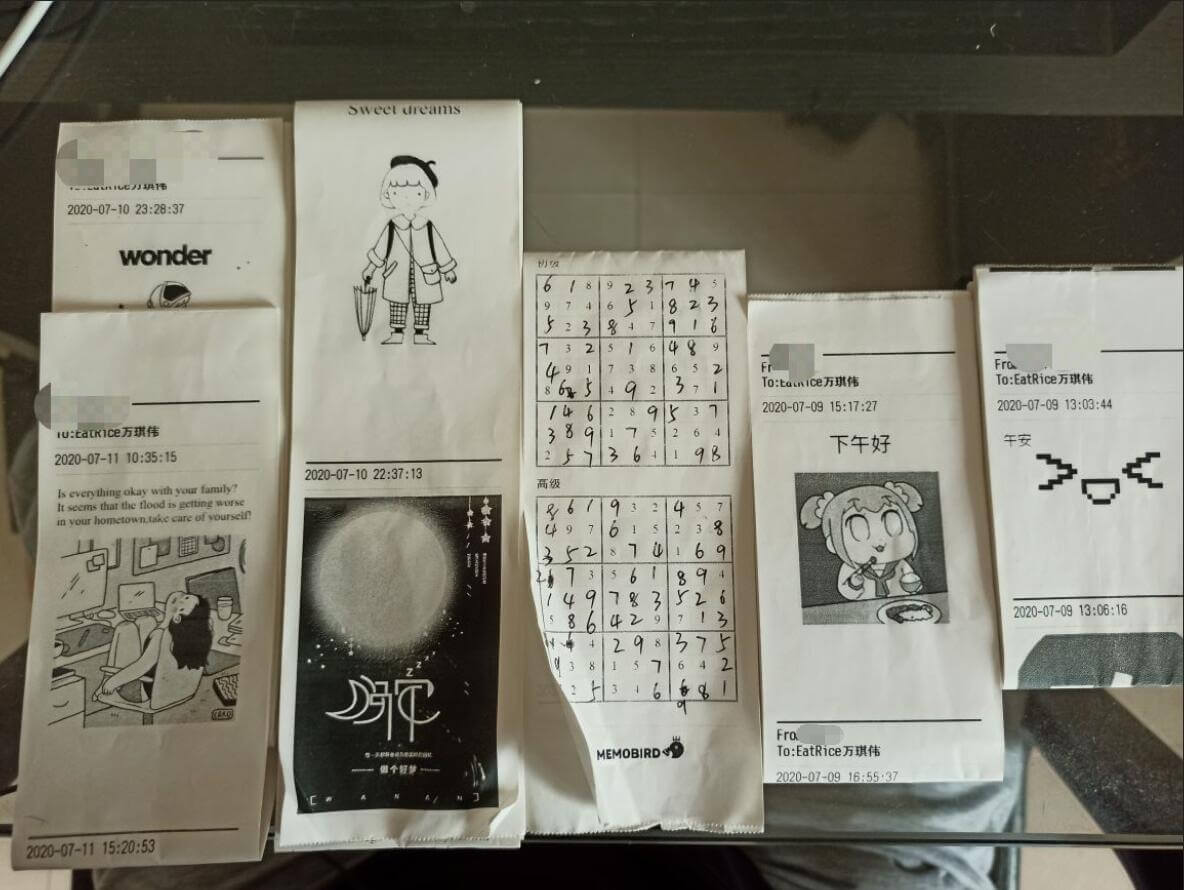 To:EatRice万琪伟
2020-07-10 23:28:37
wonder
To:EatRice万琪伟
2020-07-11 10:35:15
Is everything okay with your family?
It seems that the flood is getting worse
in your hometown,take care of yourself!
2020-07-11 15:20:53
Sweet dreams
2020-07-10 22:37:13
晚安
做个好梦
[ W A N A N ]
初级
6 1 8 9 2 3 7 4 5
9 7 4 6 5 1 8 2 3
5 2 3 8 4 7 9 1 6
7 3 2 5 1 6 4 8 9
4 9 1 7 3 8 6 5 2
8 6 5 4 9 2 3 7 1
1 4 6 2 8 9 5 3 7
3 8 9 1 7 5 2 6 4
2 5 7 3 6 4 1 9 8
高级
8 6 1 9 3 2 4 5 7
4 9 7 6 1 5 2 3 8
3 5 2 8 7 4 1 6 9
2 7 3 5 6 1 8 9 4
1 4 9 7 8 3 5 2 6
5 8 6 4 2 9 7 1 3
4 2 9 8 3 7 5
3 8 1 5 7 6 4 2
2 5 3 4 6 9 8 1
MEMOBIRD
Fr
To:EatRice万琪伟
2020-07-09 15:17:27
下午好
Fro
To:EatRice万琪伟
2020-07-09 16:55:37
Fro
To:EatRice万琪伟
2020-07-09 13:03:44
午安
2020-07-09 13:06:16